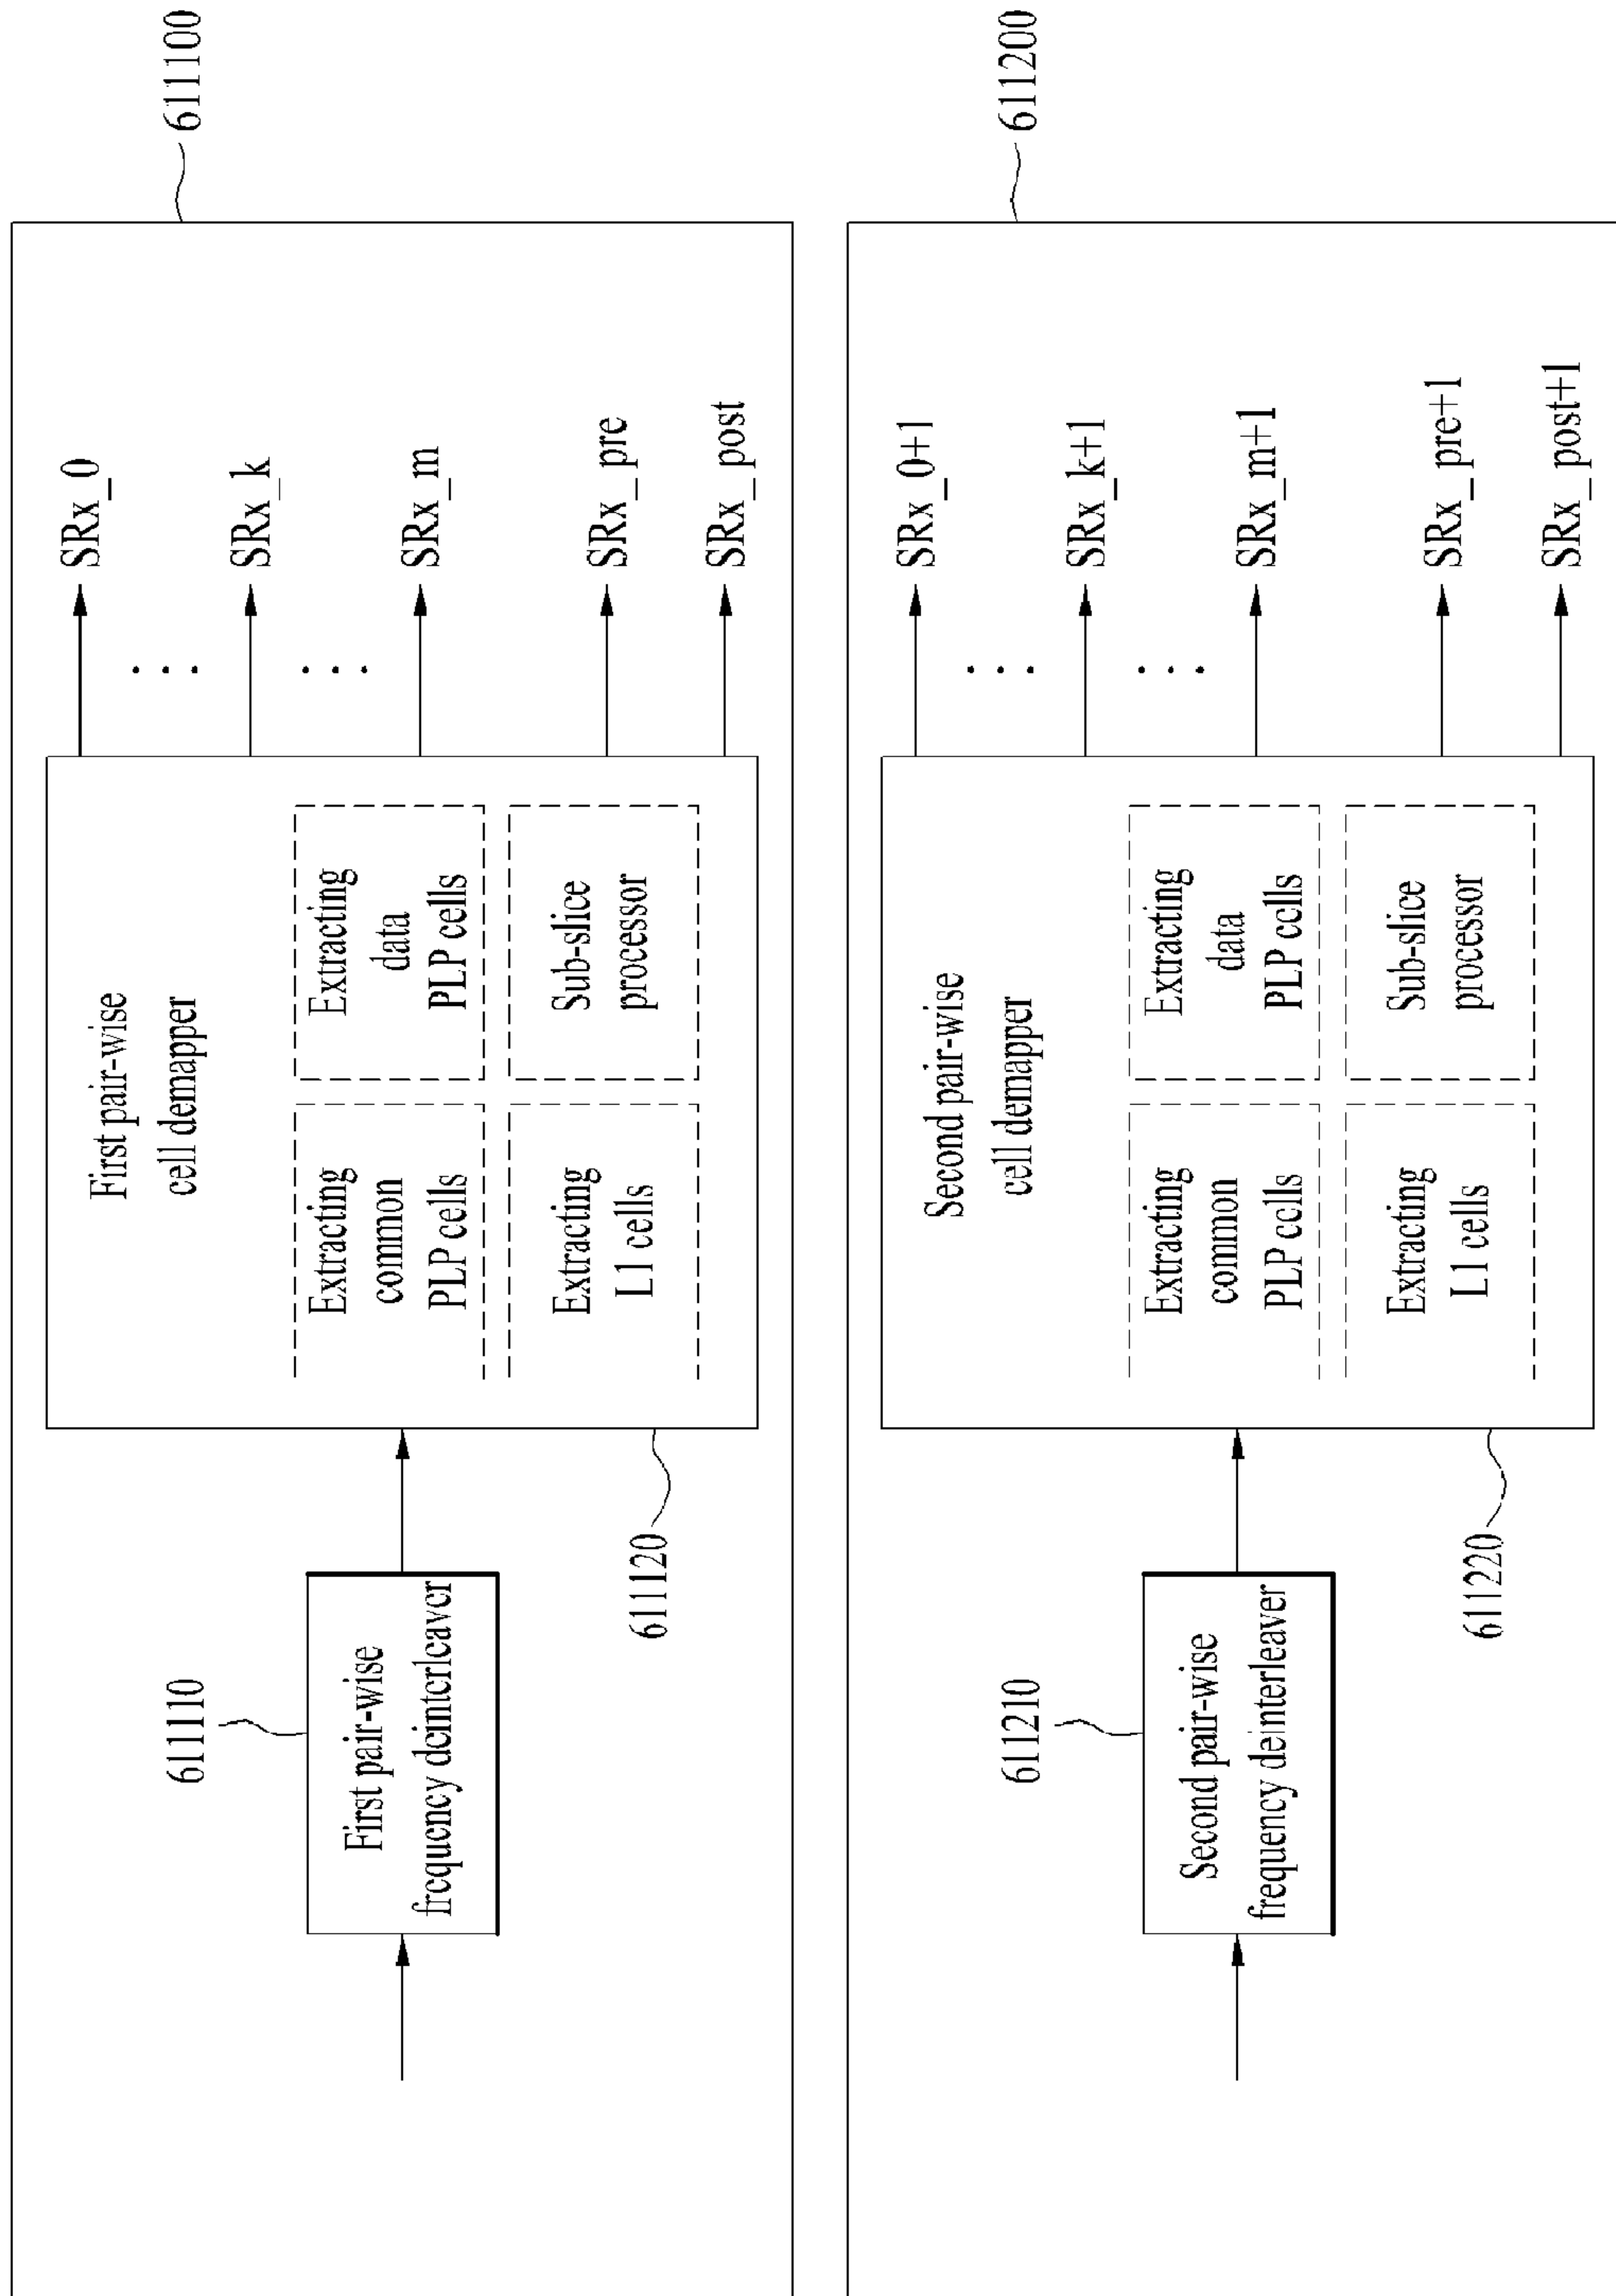 611100
611110
First pair-wise
frequency deinterleaver
611120
First pair-wise
cell demapper
Extracting
common
PLP cells
Extracting
data
PLP cells
Extracting
L1 cells
Sub-slice
processor
SRx_0
. . .
SRx_k
. . .
SRx_m
SRx_pre
SRx_post
611200
611210
Second pair-wise
frequency deinterleaver
611220
Second pair-wise
cell demapper
Extracting
common
PLP cells
Extracting
data
PLP cells
Extracting
L1 cells
Sub-slice
processor
SRx_0+1
. . .
SRx_k+1
. . .
SRx_m+1
SRx_pre+1
SRx_post+1